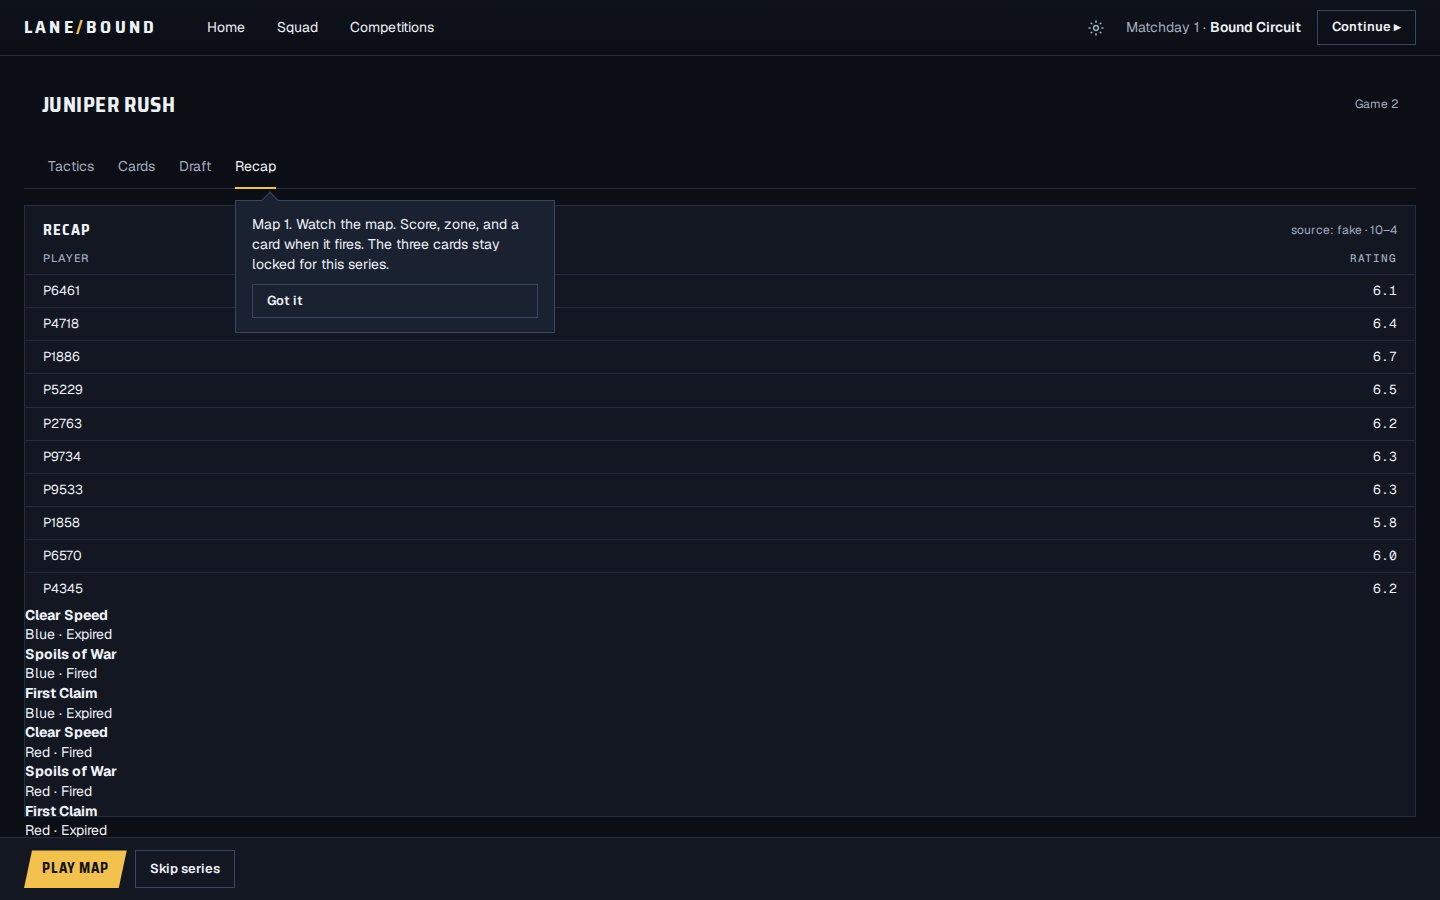 LANE/BOUND Home Squad Competitions Matchday 1 · Bound Circuit Continue ▸
JUNIPER RUSH Game 2
Tactics Cards Draft Recap
Map 1. Watch the map. Score, zone, and a
card when it fires. The three cards stay
locked for this series.
Got it
RECAP source: fake · 10–4
PLAYER RATING
P6461 6.1
P4718 6.4
P1886 6.7
P5229 6.5
P2763 6.2
P9734 6.3
P9533 6.3
P1858 5.8
P6570 6.0
P4345 6.2
Clear Speed
Blue · Expired
Spoils of War
Blue · Fired
First Claim
Blue · Expired
Clear Speed
Red · Fired
Spoils of War
Red · Fired
First Claim
Red · Expired
PLAY MAP Skip series